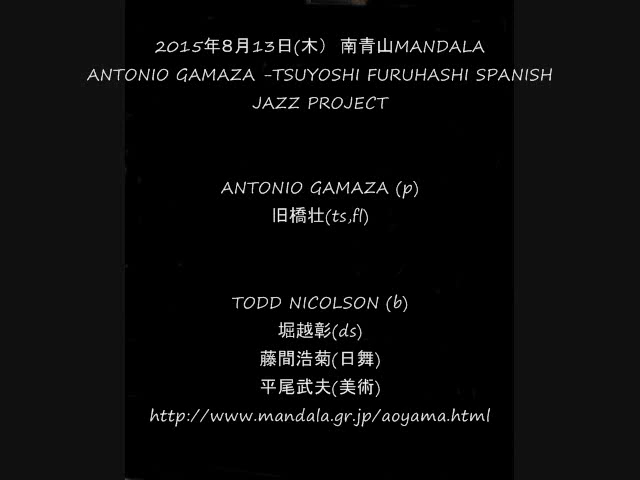 2015年8月13日(木） 南青山MANDALA
ANTONIO GAMAZA -TSUYOSHI FURUHASHI SPANISH
JAZZ PROJECT
ANTONIO GAMAZA (p)
旧橋壮(ts,fl)
TODD NICOLSON (b)
堀越彰(ds)
藤間浩菊(日舞)
平尾武夫(美術)
http://www.mandala.gr.jp/aoyama.html